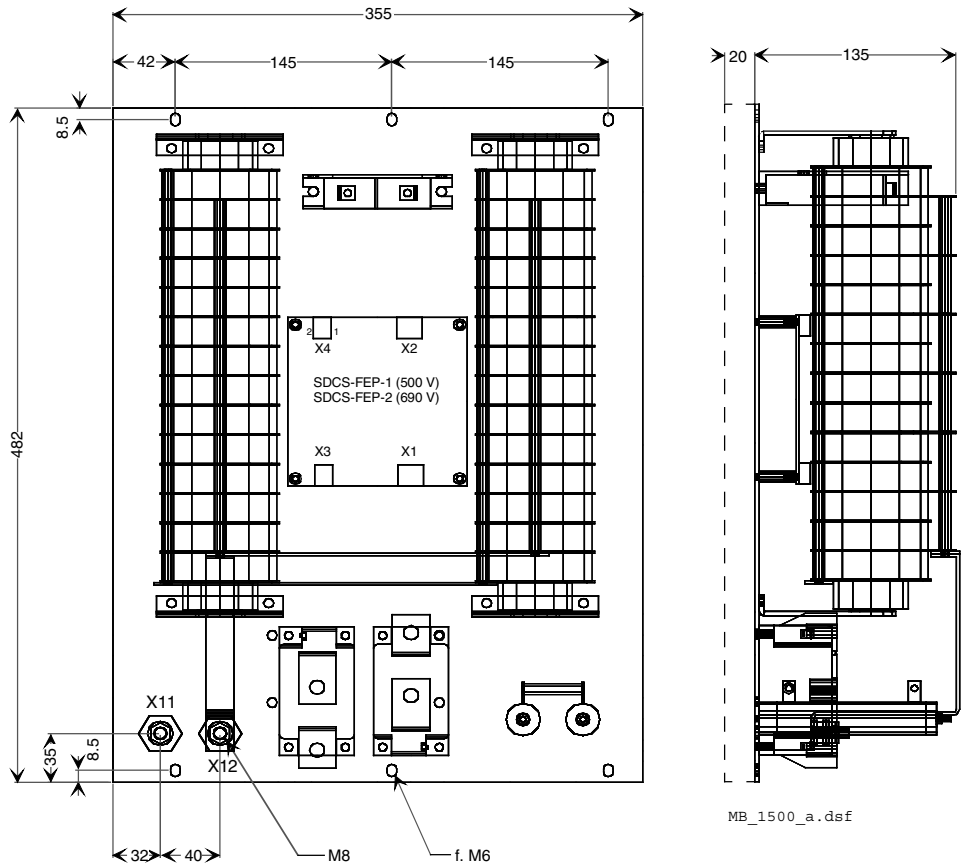 355
42
145
145
20
135
8.5
482
2
1
X4
X2
SDCS-FEP-1 (500 V)
SDCS-FEP-2 (690 V)
X3
X1
X11
X12
35
8.5
32
40
M8
f. M6
MB_1500_a.dsf